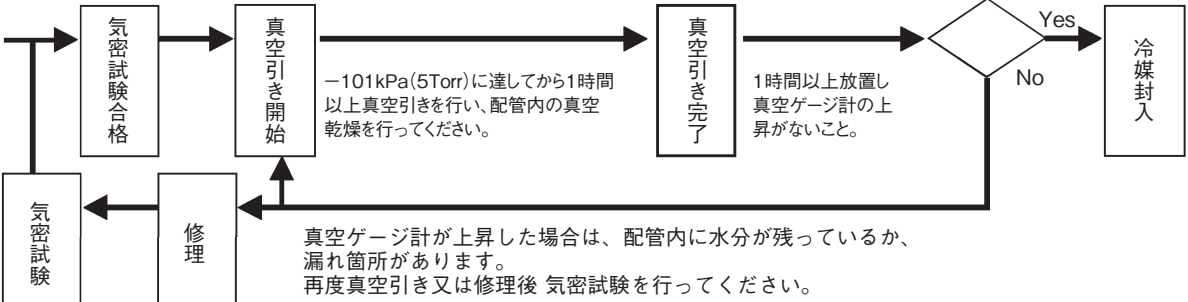 気密試験合格
真空引き開始
−101kPa(5Torr)に達してから1時間
以上真空引きを行い、配管内の真空
乾燥を行ってください。
真空引き完了
1時間以上放置し
真空ゲージ計の上
昇がないこと。
Yes
No
冷媒封入
気密試験
修理
真空ゲージ計が上昇した場合は、配管内に水分が残っているか、
漏れ箇所があります。
再度真空引き又は修理後 気密試験を行ってください。